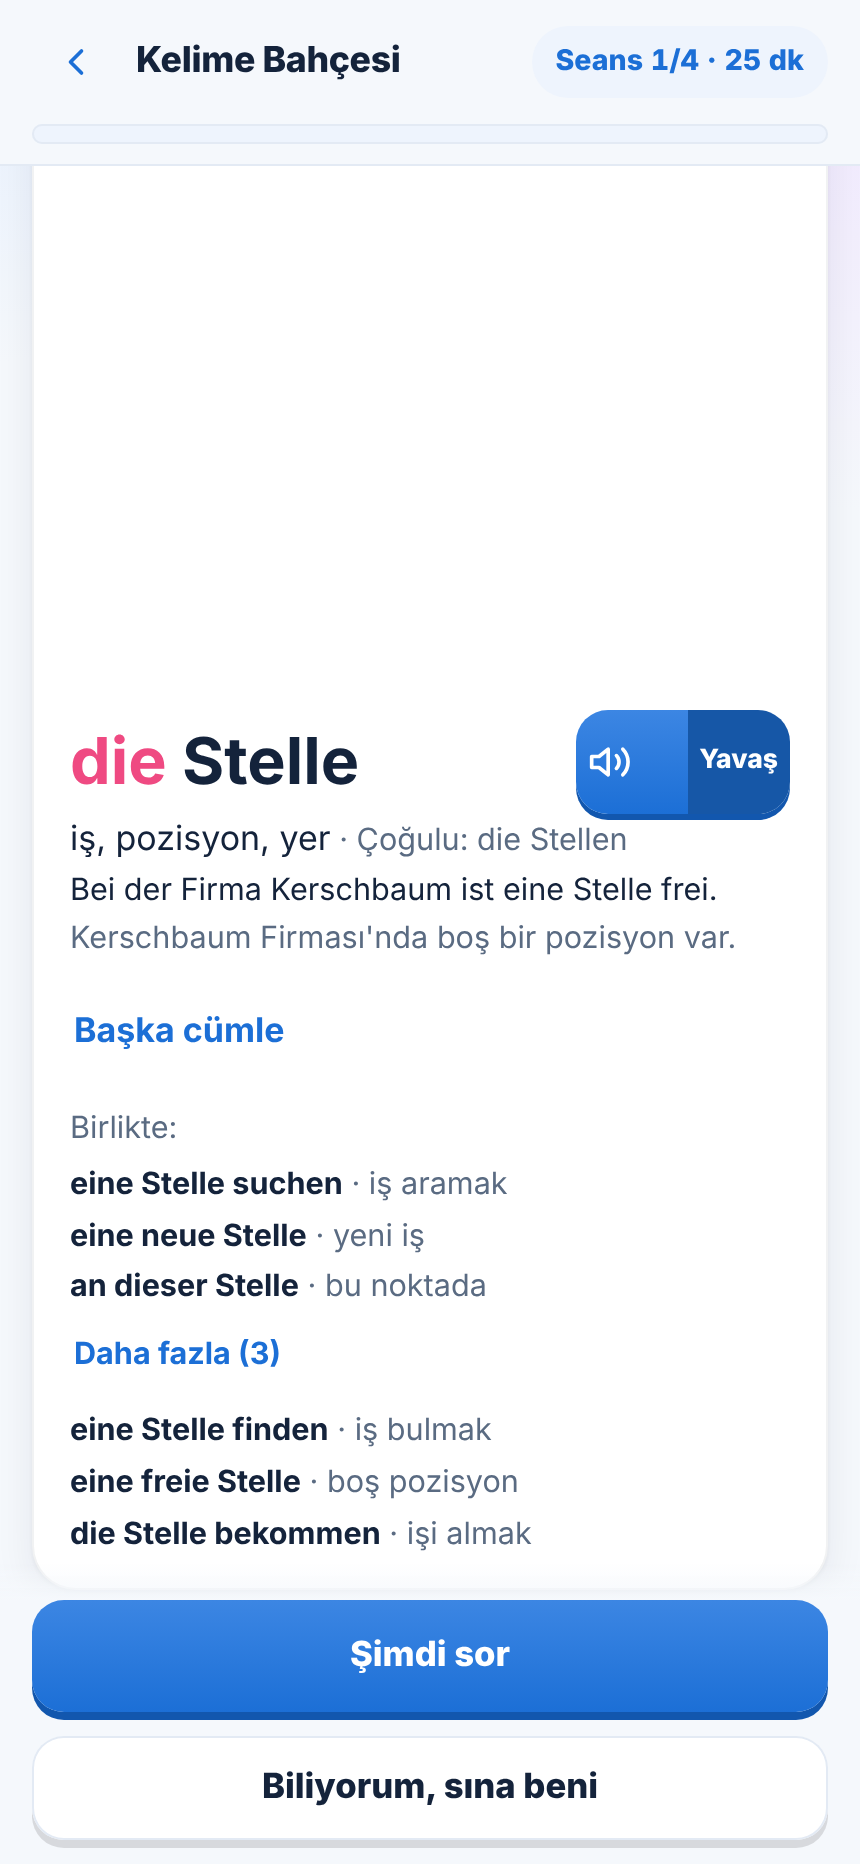 Kelime Bahçesi
Seans 1/4 · 25 dk
die Stelle
Yavaş
iş, pozisyon, yer · Çoğulu: die Stellen
Bei der Firma Kerschbaum ist eine Stelle frei.
Kerschbaum Firması'nda boş bir pozisyon var.
Başka cümle
Birlikte:
eine Stelle suchen · iş aramak
eine neue Stelle · yeni iş
an dieser Stelle · bu noktada
Daha fazla (3)
eine Stelle finden · iş bulmak
eine freie Stelle · boş pozisyon
die Stelle bekommen · işi almak
Şimdi sor
Biliyorum, sına beni